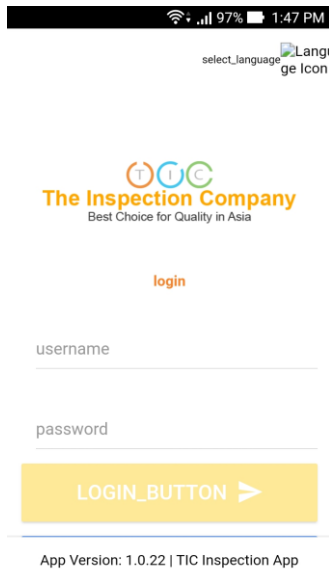 97% 1:47 PM
select_language
Langu
ge Icon
T I C
The Inspection Company
Best Choice for Quality in Asia
login
username
password
LOGIN_BUTTON
App Version: 1.0.22 | TIC Inspection App